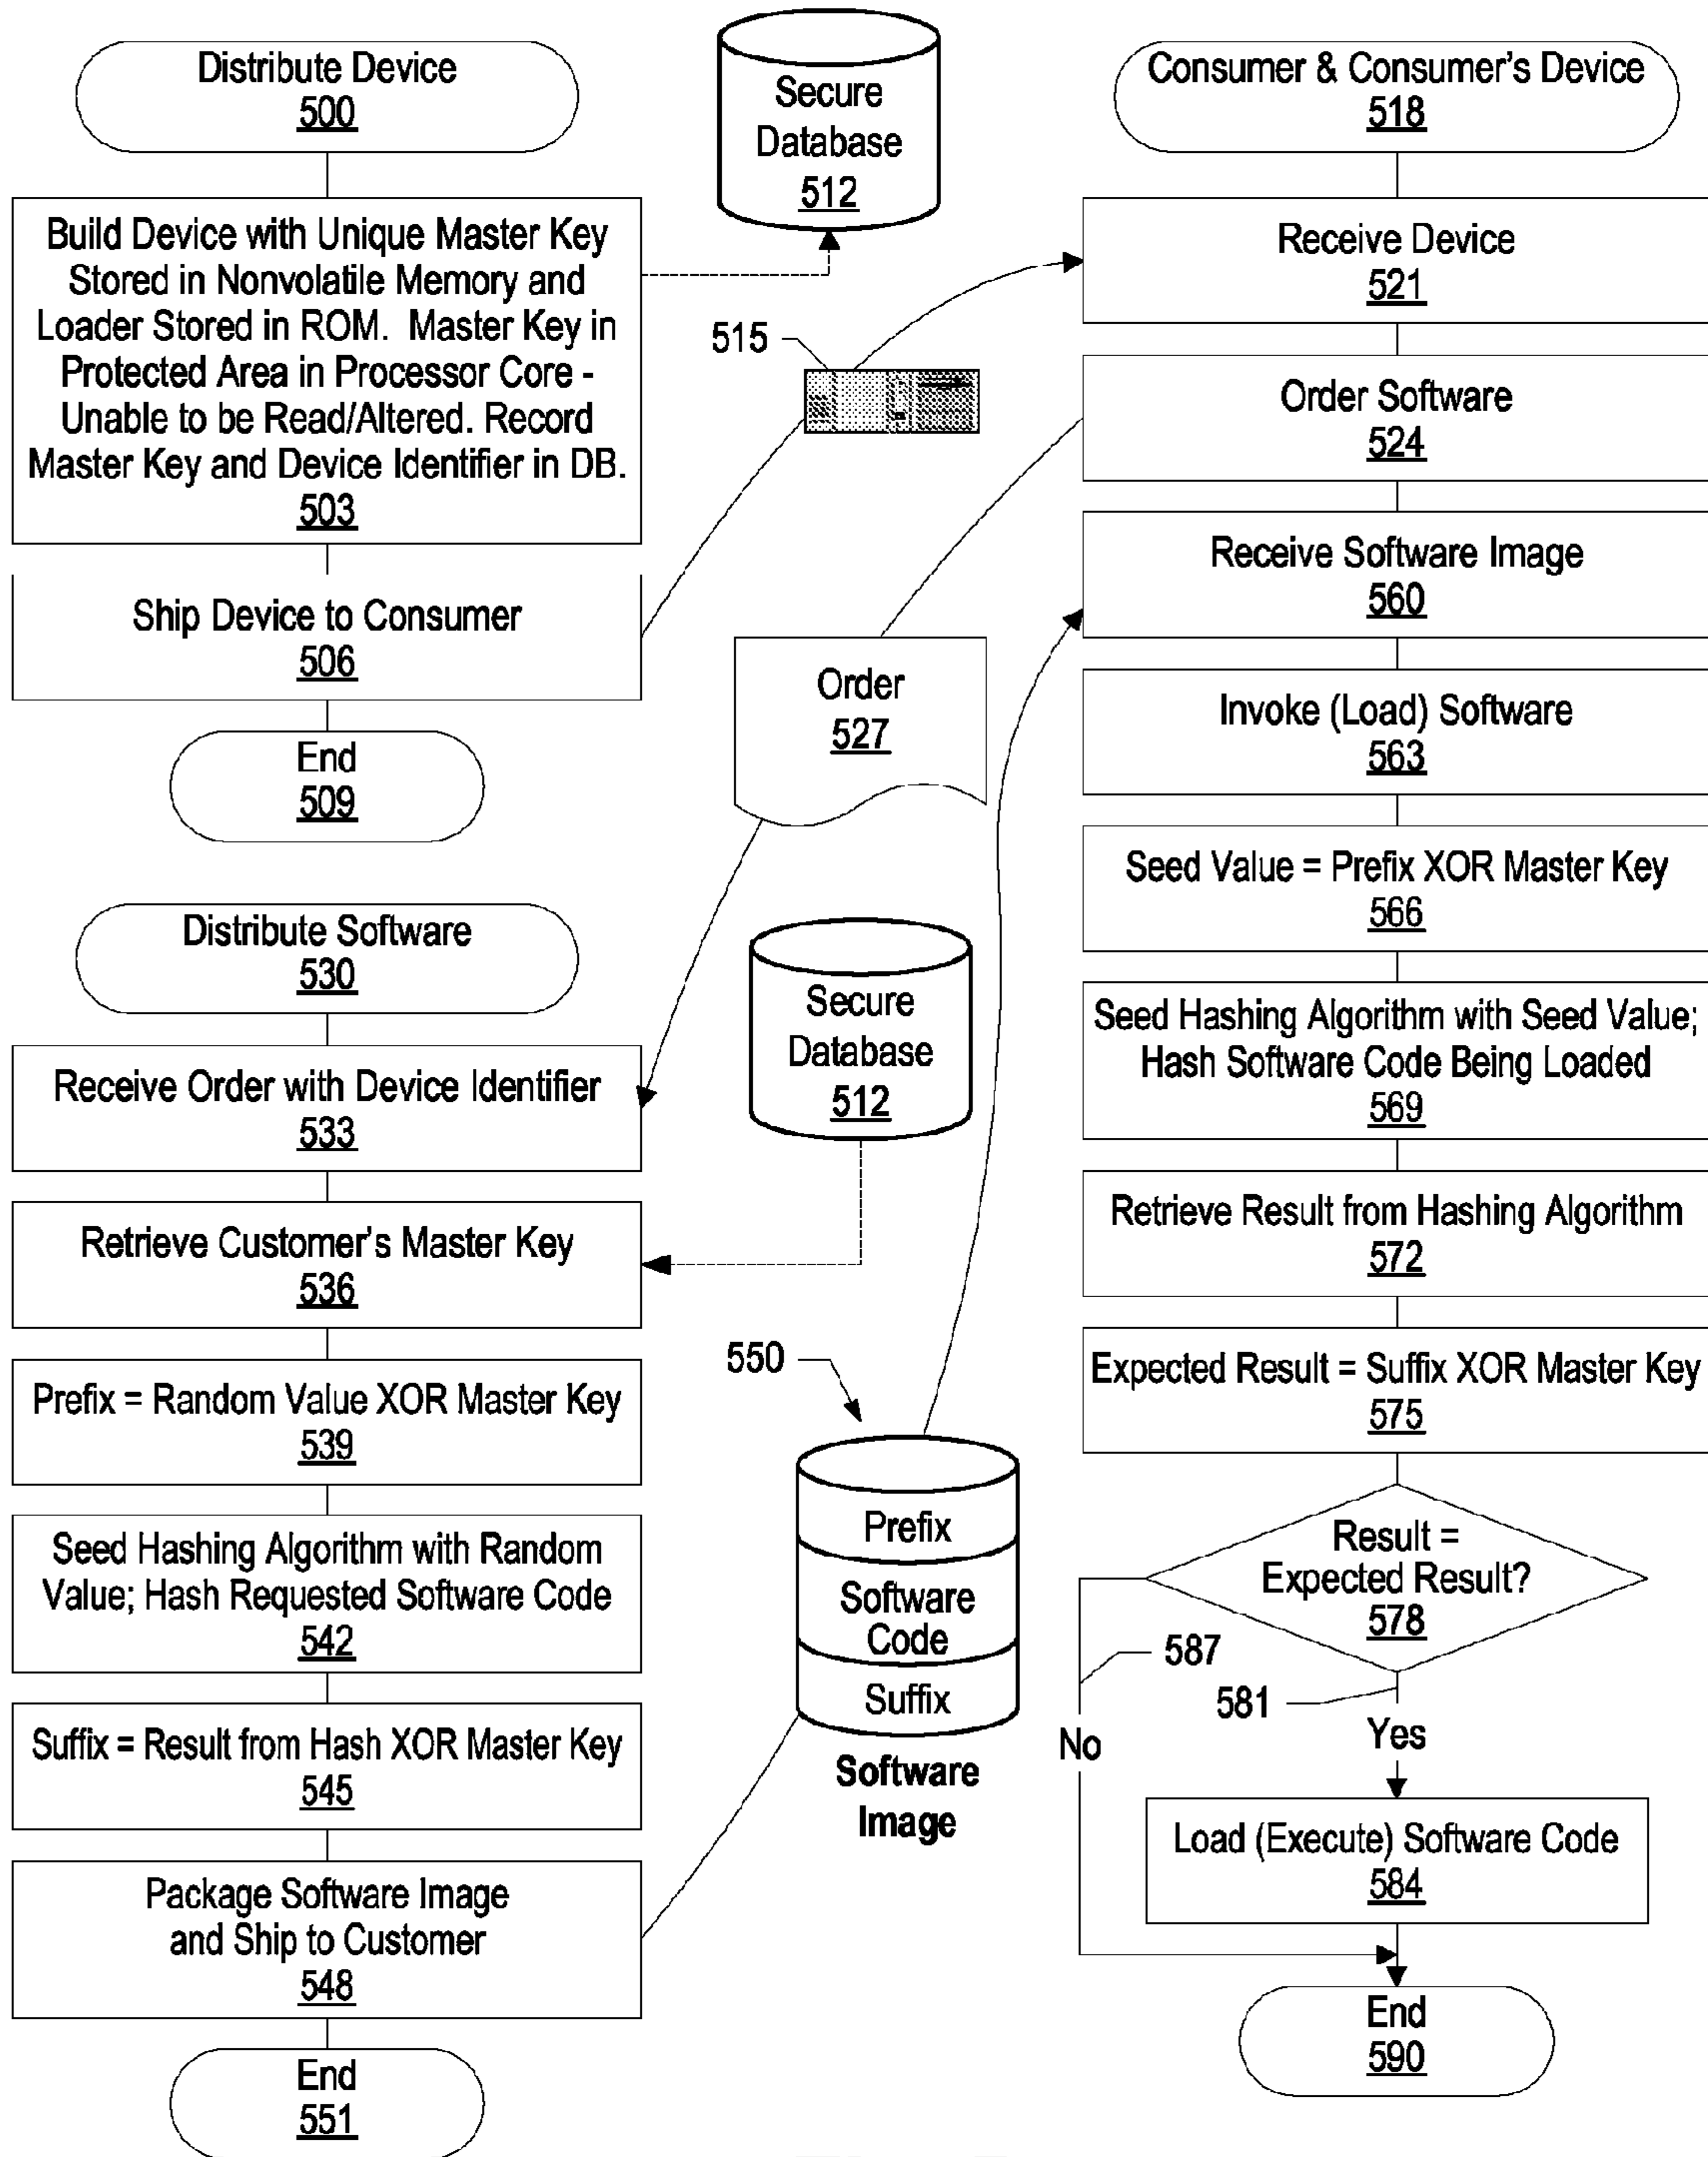 Distribute Device
500
Build Device with Unique Master Key
Stored in Nonvolatile Memory and
Loader Stored in ROM. Master Key in
Protected Area in Processor Core -
Unable to be Read/Altered. Record
Master Key and Device Identifier in DB.
503
Ship Device to Consumer
506
End
509
Secure
Database
512
515
Order
527
Distribute Software
530
Receive Order with Device Identifier
533
Retrieve Customer's Master Key
536
Prefix = Random Value XOR Master Key
539
Seed Hashing Algorithm with Random
Value; Hash Requested Software Code
542
Suffix = Result from Hash XOR Master Key
545
Package Software Image
and Ship to Customer
548
End
551
Secure
Database
512
550
Prefix
Software
Code
Suffix
Software
Image
Consumer & Consumer's Device
518
Receive Device
521
Order Software
524
Receive Software Image
560
Invoke (Load) Software
563
Seed Value = Prefix XOR Master Key
566
Seed Hashing Algorithm with Seed Value;
Hash Software Code Being Loaded
569
Retrieve Result from Hashing Algorithm
572
Expected Result = Suffix XOR Master Key
575
Result =
Expected Result?
578
587
581
No
Yes
Load (Execute) Software Code
584
End
590